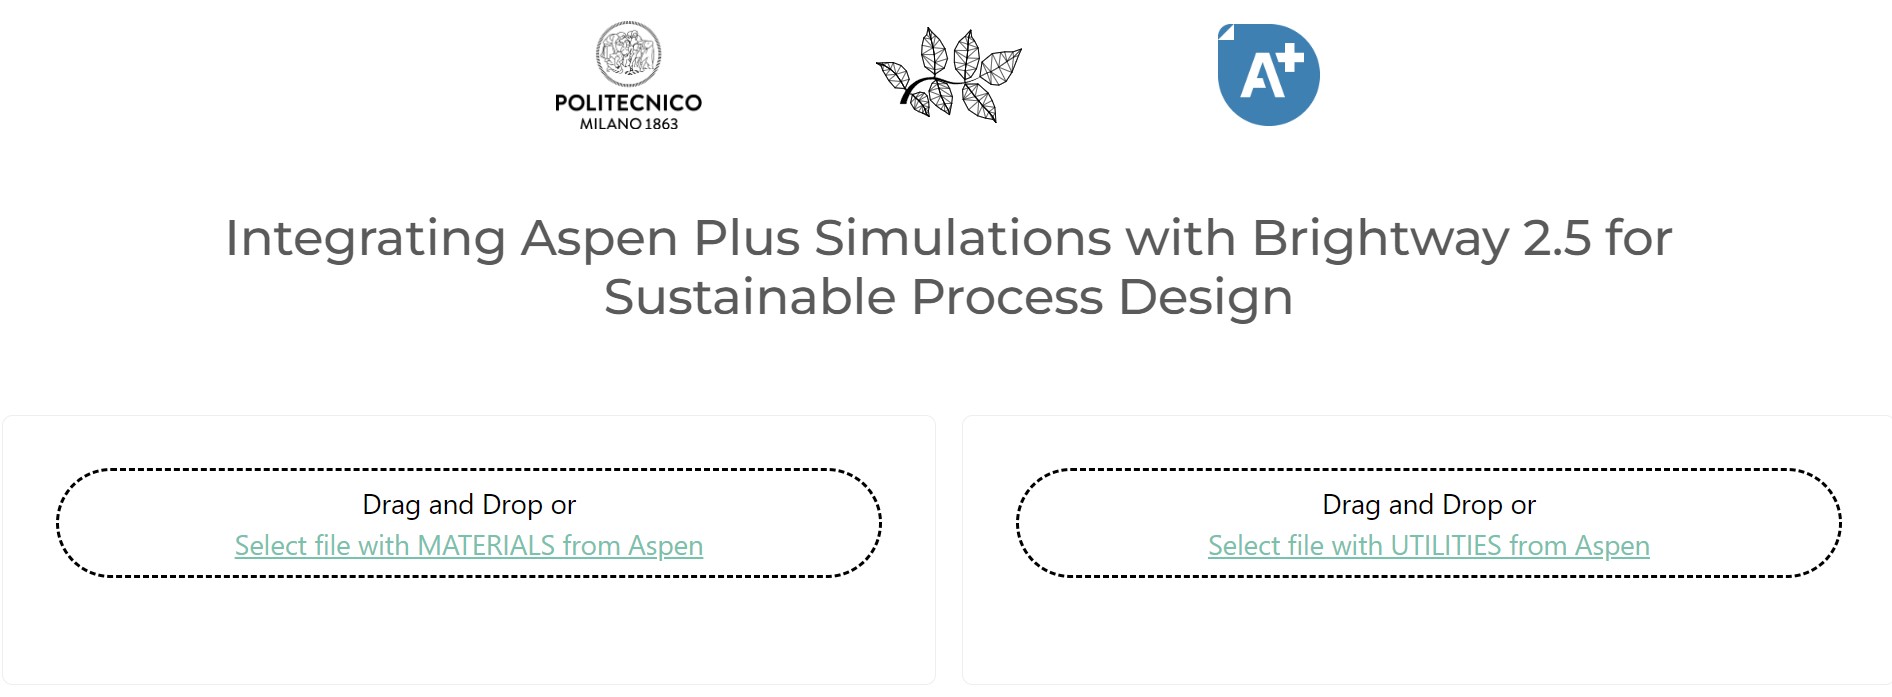 POLITECNICO
MILANO 1863
A+
Integrating Aspen Plus Simulations with Brightway 2.5 for
Sustainable Process Design
Drag and Drop or
Select file with MATERIALS from Aspen
Drag and Drop or
Select file with UTILITIES from Aspen